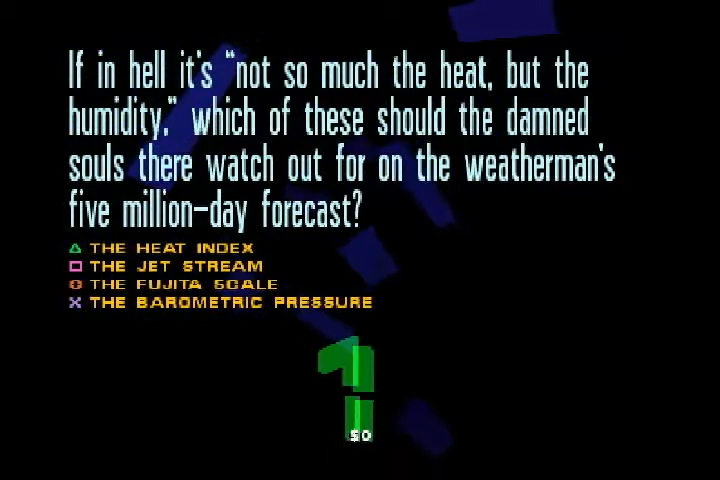 If in hell it's "not so much the heat, but the
humidity," which of these should the damned
souls there watch out for on the weatherman's
five million-day forecast?
△ THE HEAT INDEX
□ THE JET STREAM
○ THE FUJITA SCALE
X THE BAROMETRIC PRESSURE
1
50